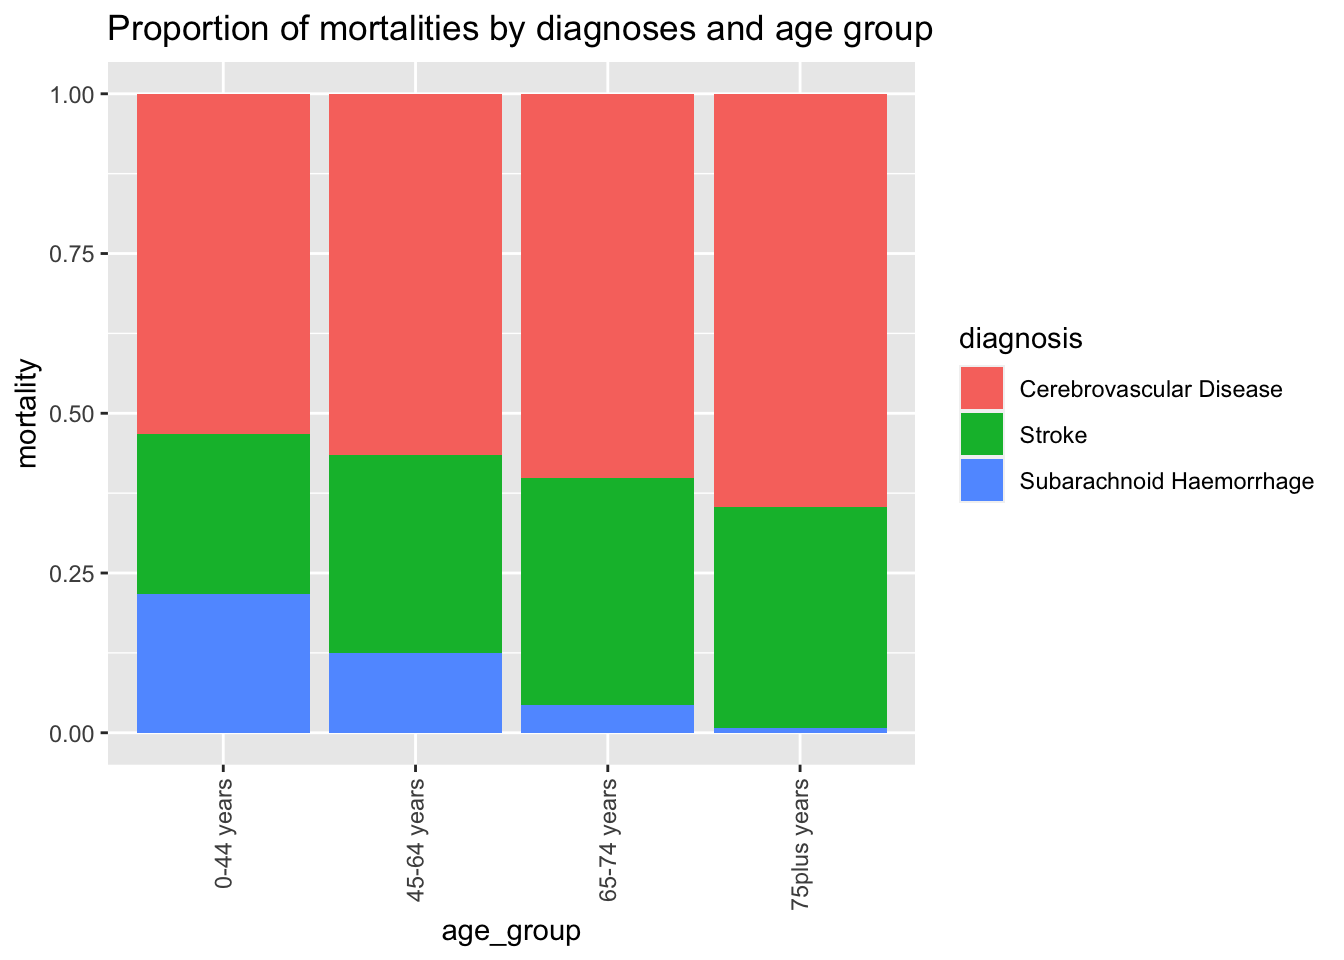 Proportion of mortalities by diagnoses and age group
1.00
0.75
0.50
0.25
0.00
mortality
0-44 years
45-64 years
65-74 years
75plus years
age_group
diagnosis
Cerebrovascular Disease
Stroke
Subarachnoid Haemorrhage